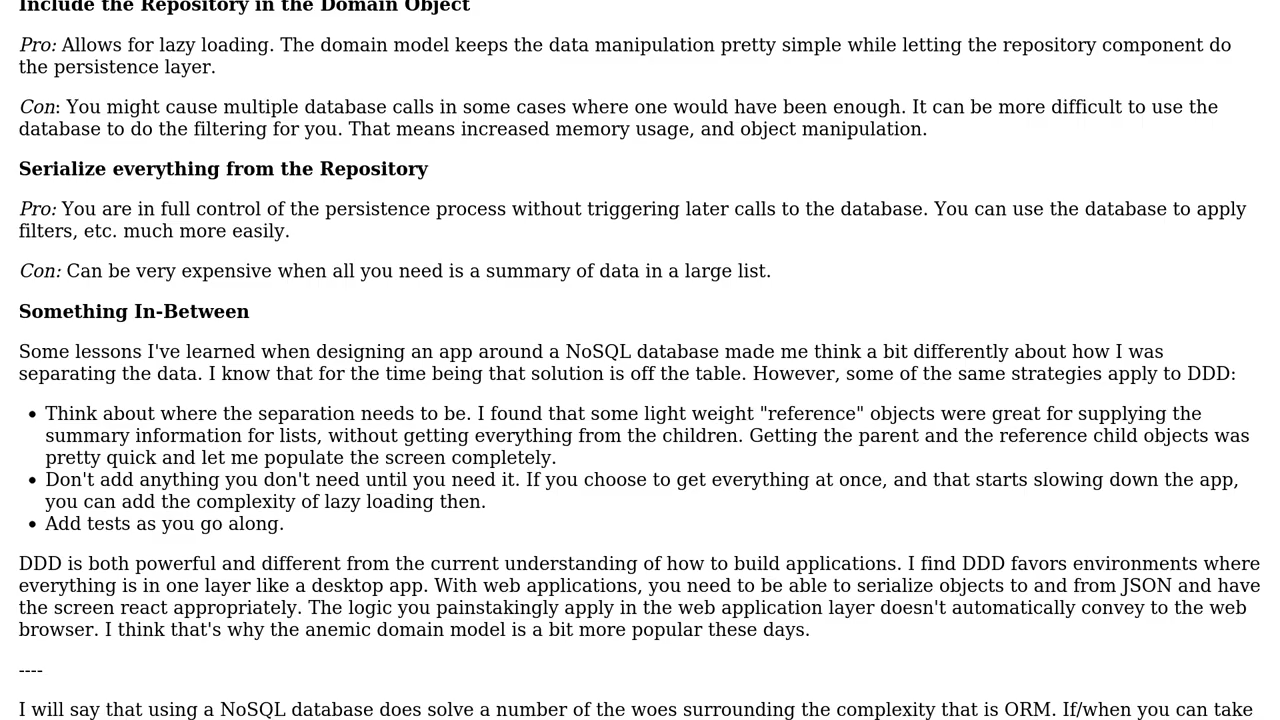 Include the Repository in the Domain Object
Pro: Allows for lazy loading. The domain model keeps the data manipulation pretty simple while letting the repository component do
the persistence layer.
Con: You might cause multiple database calls in some cases where one would have been enough. It can be more difficult to use the
database to do the filtering for you. That means increased memory usage, and object manipulation.
Serialize everything from the Repository
Pro: You are in full control of the persistence process without triggering later calls to the database. You can use the database to apply
filters, etc. much more easily.
Con: Can be very expensive when all you need is a summary of data in a large list.
Something In-Between
Some lessons I've learned when designing an app around a NoSQL database made me think a bit differently about how I was
separating the data. I know that for the time being that solution is off the table. However, some of the same strategies apply to DDD:
• Think about where the separation needs to be. I found that some light weight "reference" objects were great for supplying the
summary information for lists, without getting everything from the children. Getting the parent and the reference child objects was
pretty quick and let me populate the screen completely.
• Don't add anything you don't need until you need it. If you choose to get everything at once, and that starts slowing down the app,
you can add the complexity of lazy loading then.
• Add tests as you go along.
DDD is both powerful and different from the current understanding of how to build applications. I find DDD favors environments where
everything is in one layer like a desktop app. With web applications, you need to be able to serialize objects to and from JSON and have
the screen react appropriately. The logic you painstakingly apply in the web application layer doesn't automatically convey to the web
browser. I think that's why the anemic domain model is a bit more popular these days.
----
I will say that using a NoSQL database does solve a number of the woes surrounding the complexity that is ORM. If/when you can take